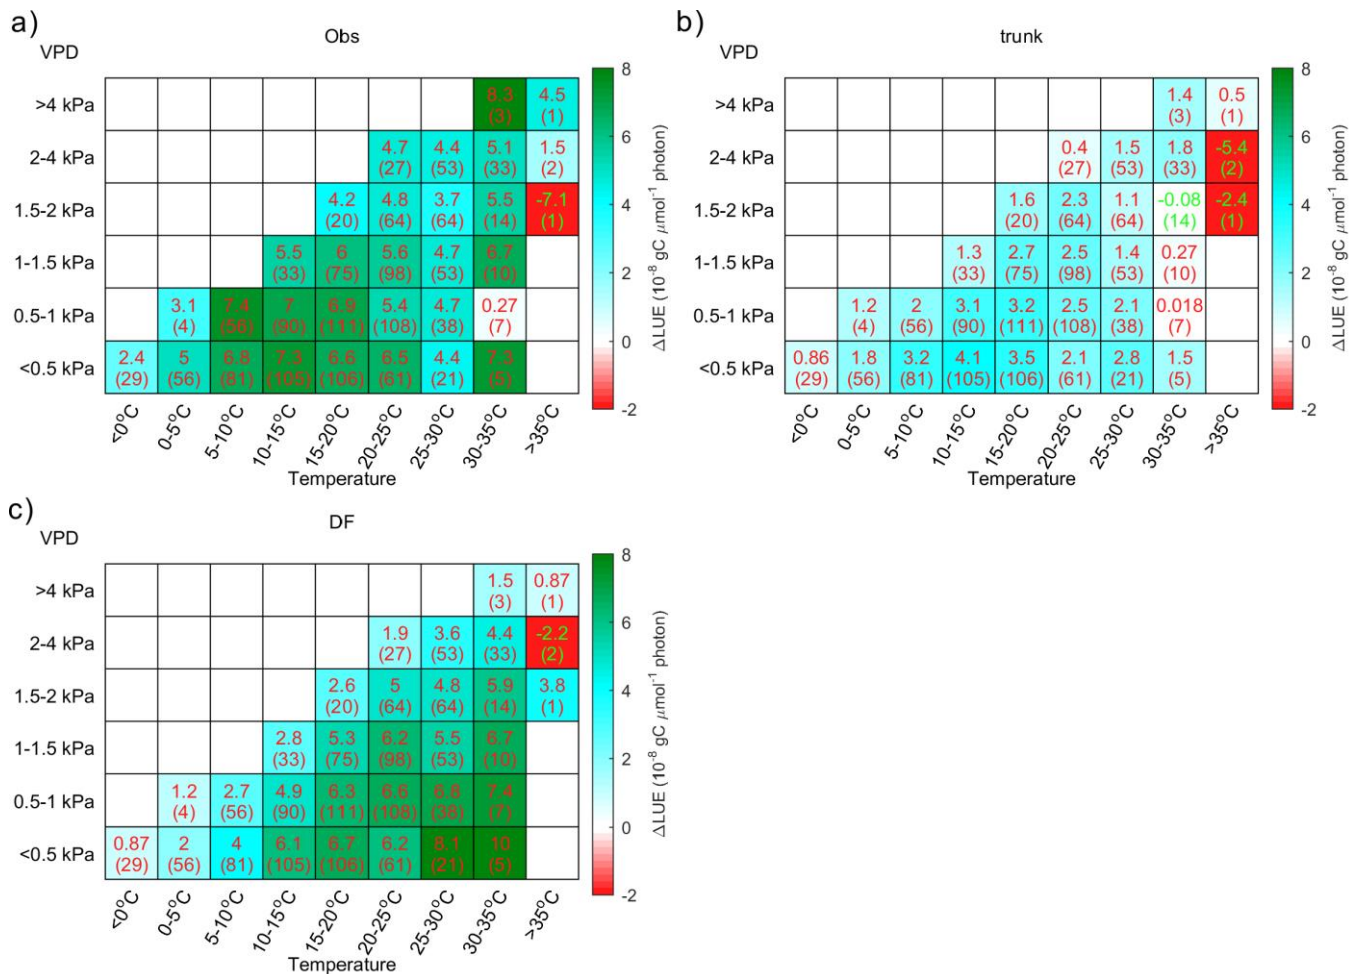 a)
Obs
VPD
>4 kPa 8.3 4.5
(3) (1)
2-4 kPa 4.7 4.4 5.1 1.5
(27) (53) (33) (2)
1.5-2 kPa 4.2 4.8 3.7 5.5 -7.1
(20) (64) (64) (14) (1)
1-1.5 kPa 5.5 6 5.6 4.7 6.7
(33) (75) (98) (53) (10)
0.5-1 kPa 3.1 7.4 7 6.9 5.4 4.7 0.27
(4) (56) (90) (111) (108) (38) (7)
<0.5 kPa 2.4 5 6.8 7.3 6.6 6.5 4.4 7.3
(29) (56) (81) (105) (106) (61) (21) (5)
<0°C 0-5°C 5-10°C 10-15°C 15-20°C 20-25°C 25-30°C 30-35°C >35°C
Temperature
8
6
4
2
0
-2
ΔLUE (10⁻⁸ gC μmol⁻¹ photon)
b)
trunk
VPD
>4 kPa 1.4 0.5
(3) (1)
2-4 kPa 0.4 1.5 1.8 -5.4
(27) (53) (33) (2)
1.5-2 kPa 1.6 2.3 1.1 -0.08 -2.4
(20) (64) (64) (14) (1)
1-1.5 kPa 1.3 2.7 2.5 1.4 0.27
(33) (75) (98) (53) (10)
0.5-1 kPa 1.2 2 3.1 3.2 2.5 2.1 0.018
(4) (56) (90) (111) (108) (38) (7)
<0.5 kPa 0.86 1.8 3.2 4.1 3.5 2.1 2.8 1.5
(29) (56) (81) (105) (106) (61) (21) (5)
<0°C 0-5°C 5-10°C 10-15°C 15-20°C 20-25°C 25-30°C 30-35°C >35°C
Temperature
8
6
4
2
0
-2
ΔLUE (10⁻⁸ gC μmol⁻¹ photon)
c)
DF
VPD
>4 kPa 1.5 0.87
(3) (1)
2-4 kPa 1.9 3.6 4.4 -2.2
(27) (53) (33) (2)
1.5-2 kPa 2.6 5 4.8 5.9 3.8
(20) (64) (64) (14) (1)
1-1.5 kPa 2.8 5.3 6.2 5.5 6.7
(33) (75) (98) (53) (10)
0.5-1 kPa 1.2 2.7 4.9 6.3 6.6 6.8 7.4
(4) (56) (90) (111) (108) (38) (7)
<0.5 kPa 0.87 2 4 6.1 6.7 6.2 8.1 10
(29) (56) (81) (105) (106) (61) (21) (5)
<0°C 0-5°C 5-10°C 10-15°C 15-20°C 20-25°C 25-30°C 30-35°C >35°C
Temperature
8
6
4
2
0
-2
ΔLUE (10⁻⁸ gC μmol⁻¹ photon)